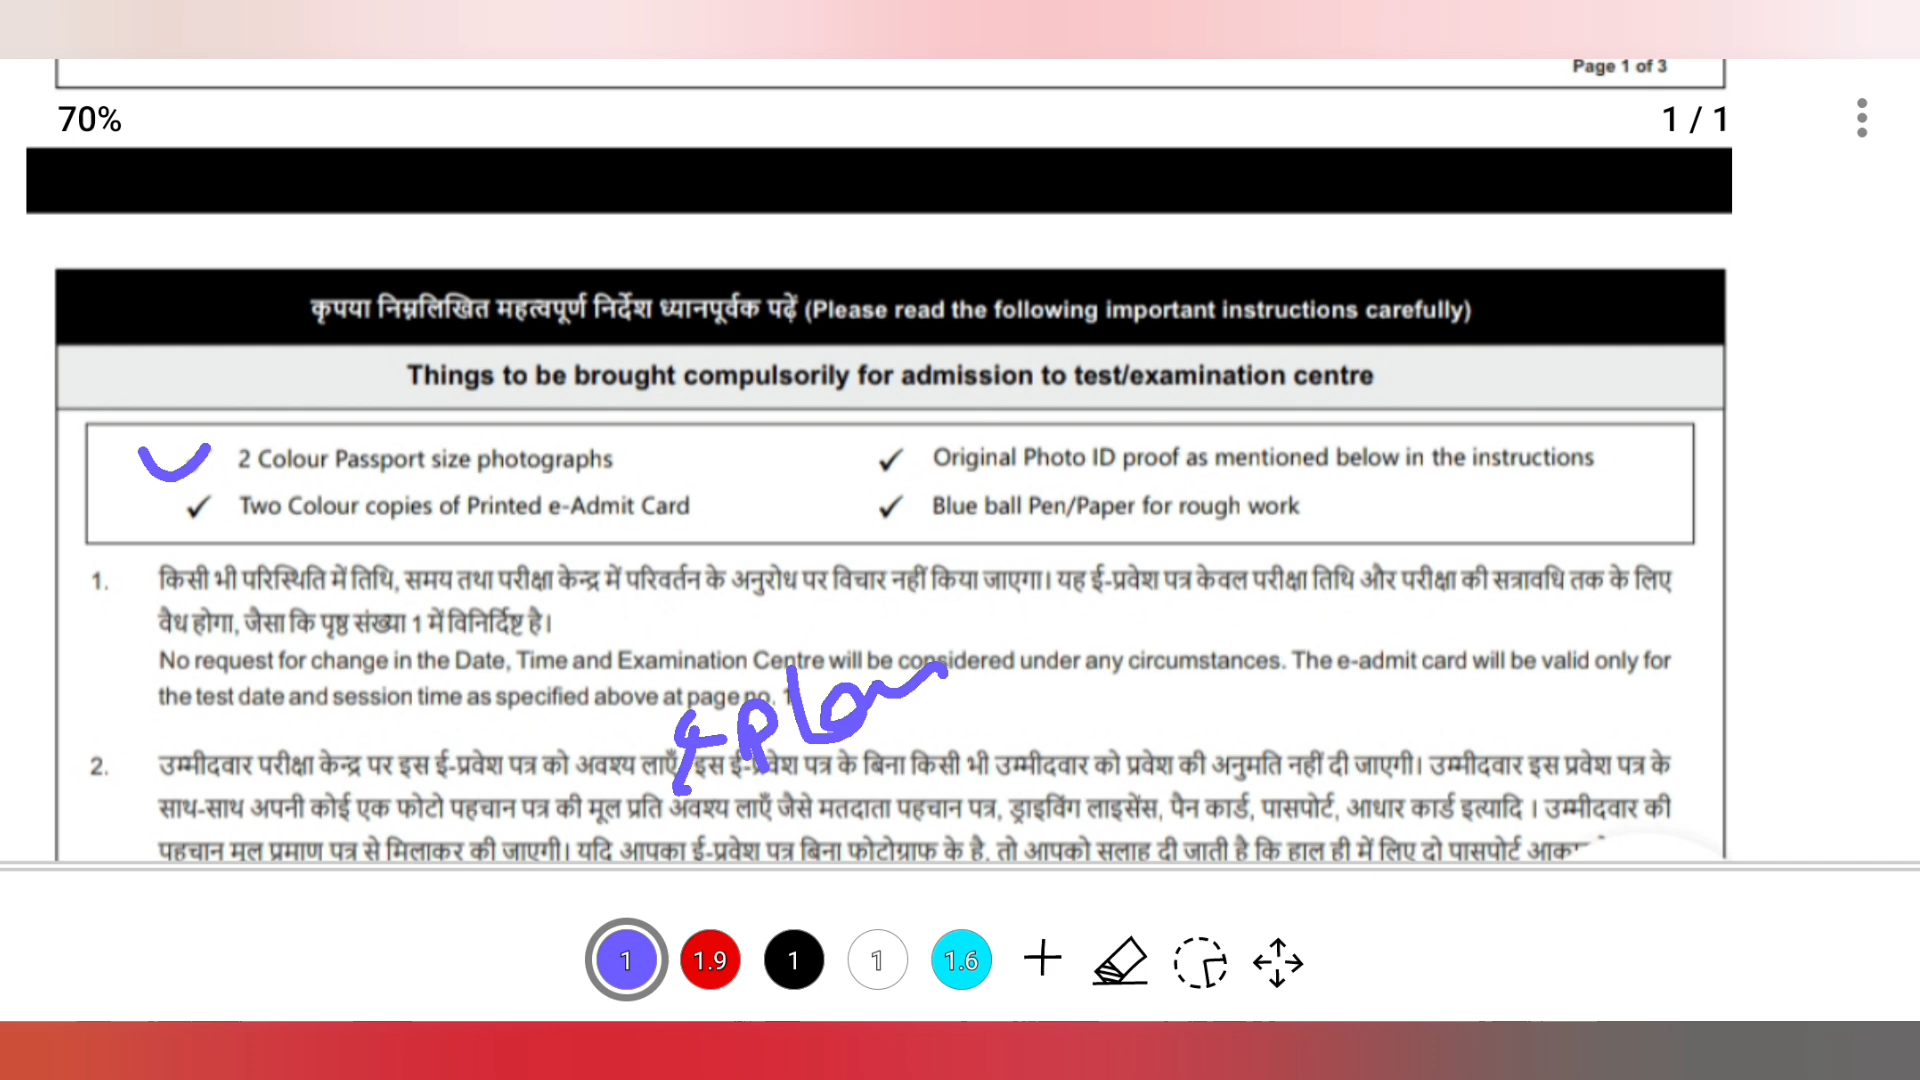 Page 1 of 3
70%
1 / 1
कृपया निम्नलिखित महत्वपूर्ण निर्देश ध्यानपूर्वक पढ़ें (Please read the following important instructions carefully)
Things to be brought compulsorily for admission to test/examination centre
2 Colour Passport size photographs
✓ Original Photo ID proof as mentioned below in the instructions
✓ Two Colour copies of Printed e-Admit Card
✓ Blue ball Pen/Paper for rough work
1. किसी भी परिस्थिति में तिथि, समय तथा परीक्षा केन्द्र में परिवर्तन के अनुरोध पर विचार नहीं किया जाएगा। यह ई-प्रवेश पत्र केवल परीक्षा तिथि और परीक्षा की सत्रावधि तक के लिए
वैध होगा, जैसा कि पृष्ठ संख्या 1 में विनिर्दिष्ट है।
No request for change in the Date, Time and Examination Centre will be considered under any circumstances. The e-admit card will be valid only for
the test date and session time as specified above at page no. 1
2. उम्मीदवार परीक्षा केन्द्र पर इस ई-प्रवेश पत्र को अवश्य लाएँ इस ई-प्रवेश पत्र के बिना किसी भी उम्मीदवार को प्रवेश की अनुमति नहीं दी जाएगी। उम्मीदवार इस प्रवेश पत्र के
साथ-साथ अपनी कोई एक फोटो पहचान पत्र की मूल प्रति अवश्य लाएँ जैसे मतदाता पहचान पत्र, ड्राइविंग लाइसेंस, पैन कार्ड, पासपोर्ट, आधार कार्ड इत्यादि । उम्मीदवार की
पहचान मूल प्रमाण पत्र से मिलाकर की जाएगी। यदि आपका ई-प्रवेश पत्र बिना फोटोग्राफ के है, तो आपको सलाह दी जाती है कि हाल ही में लिए दो पासपोर्ट
1 1.9 1 1 1.6